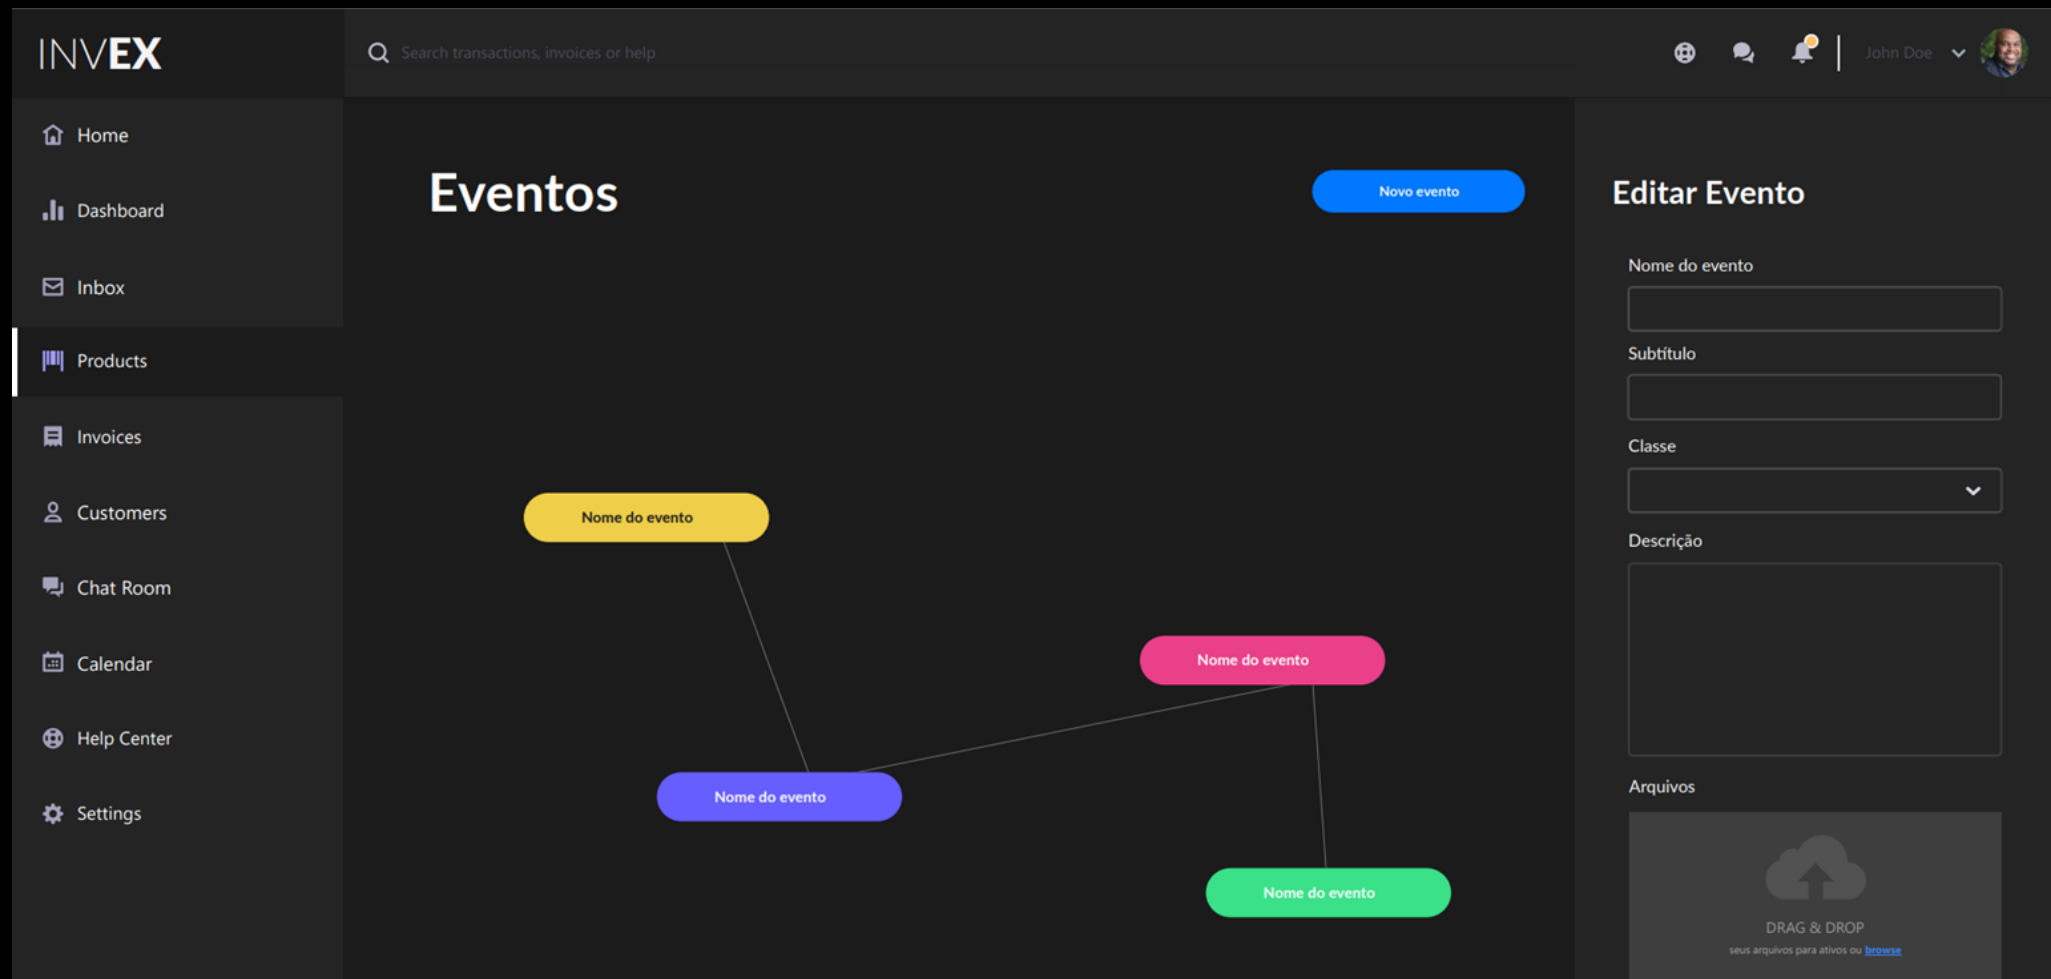 INVEX
Search transactions, invoices or help
John Doe
Home
Dashboard
Inbox
Products
Invoices
Customers
Chat Room
Calendar
Help Center
Settings
Eventos
Novo evento
Nome do evento
Nome do evento
Nome do evento
Nome do evento
Editar Evento
Nome do evento
Subtítulo
Classe
Descrição
Arquivos
DRAG & DROP
seus arquivos para ativos ou browse